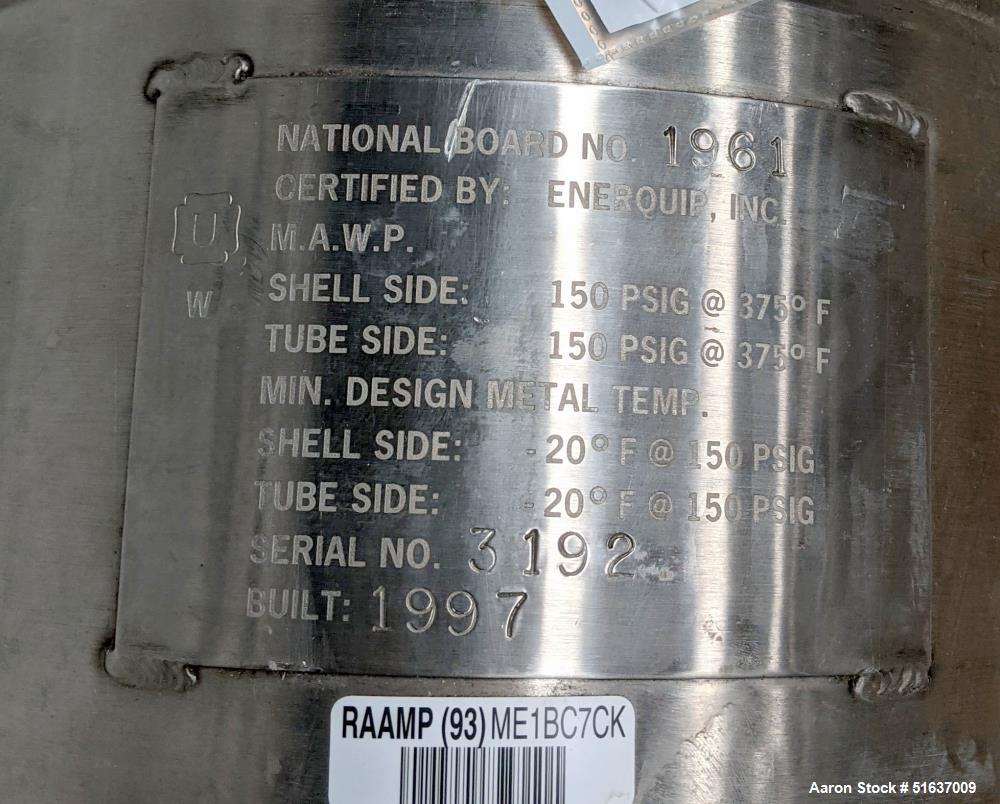 NATIONAL BOARD NO. 1961
CERTIFIED BY: ENERQUIP, INC.
U
M.A.W.P.
W
SHELL SIDE: 150 PSIG @ 375° F
TUBE SIDE: 150 PSIG @ 375° F
MIN. DESIGN METAL TEMP.
SHELL SIDE: -20° F @ 150 PSIG
TUBE SIDE: -20° F @ 150 PSIG
SERIAL NO. 3192
BUILT: 1997
RAAMP (93) ME1BC7CK
Aaron Stock # 51637009